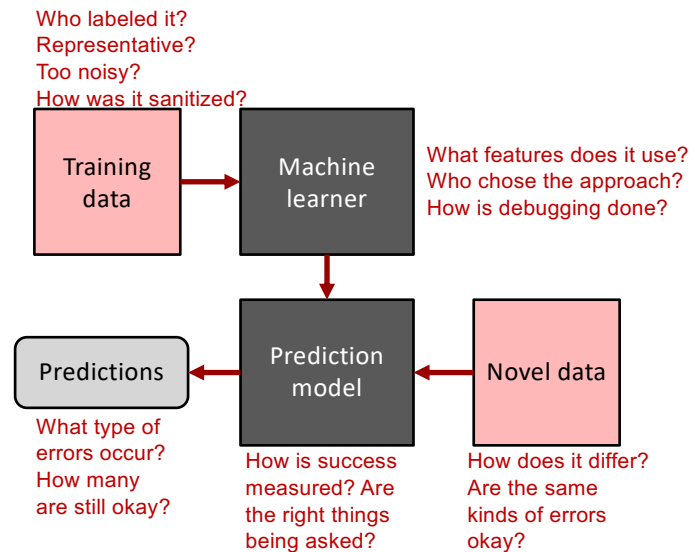 Who labeled it?
Representative?
Too noisy?
How was it sanitized?
Training
data
Machine
learner
What features does it use?
Who chose the approach?
How is debugging done?
Predictions
Prediction
model
Novel data
What type of
errors occur?
How many
are still okay?
How is success
measured? Are
the right things
being asked?
How does it differ?
Are the same
kinds of errors
okay?